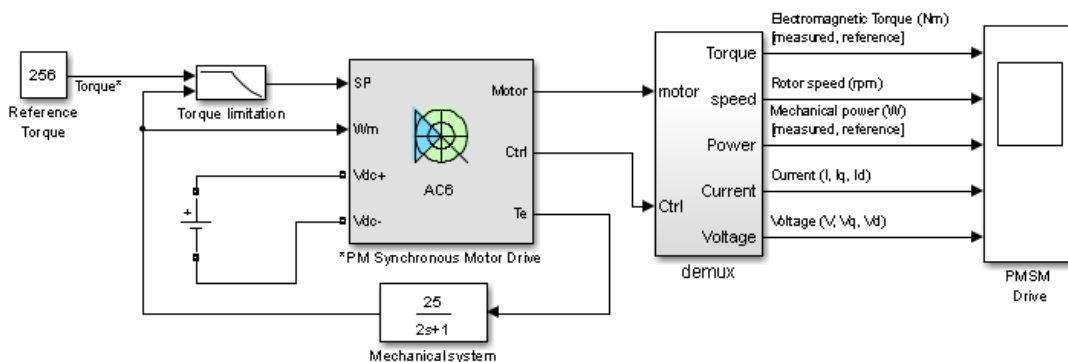 256
Reference
Torque
Torque*
Torque limitation
SP
Wm
Vdc+
Vdc-
Motor
Ctrl
Te
AC6
*PM Synchronous Motor Drive
+
25
2s+1
Mechanical system
motor
Ctrl
Torque
speed
Power
Current
Voltage
demux
Electromagnetic Torque (Nm)
[measured, reference]
Rotor speed (rpm)
Mechanical power (W)
[measured, reference]
Current (I, Iq, Id)
Voltage (V, Vq, Vd)
PMSM
Drive